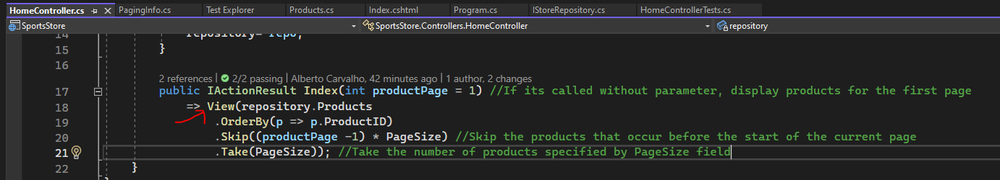 HomeController.cs PagingInfo.cs Test Explorer Products.cs Index.cshtml Program.cs IStoreRepository.cs HomeControllerTests.cs
SportsStore SportsStore.Controllers.HomeController repository
14 repository= repo;
15 }
16
2 references | 2/2 passing | Alberto Carvalho, 42 minutes ago | 1 author, 2 changes
17 public IActionResult Index(int productPage = 1) //If its called without parameter, display products for the first page
18 => View(repository.Products
19 .OrderBy(p => p.ProductID)
20 .Skip((productPage -1) * PageSize) //Skip the products that occur before the start of the current page
21 .Take(PageSize)); //Take the number of products specified by PageSize field
22 }